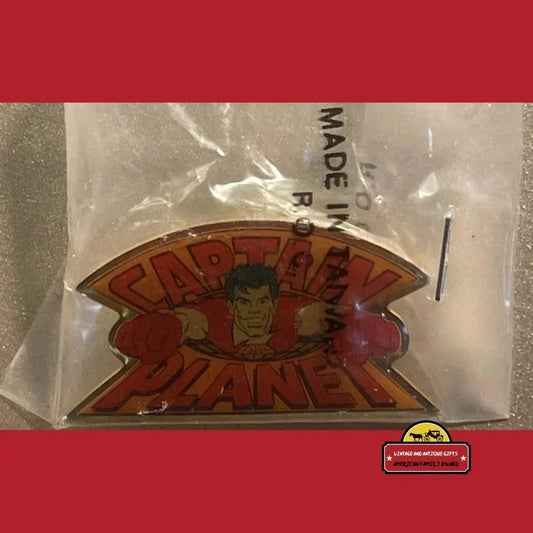 MADE IN TAIWAN
CAPTAIN
PLANET
VINTAGE AND ANTIQUE GIFTS
AMERICAN FAMILY OWNED